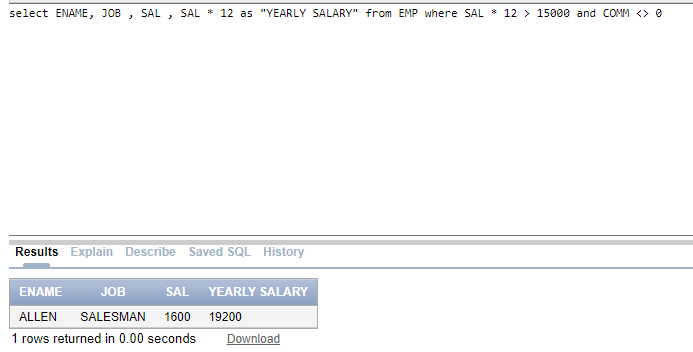 select ENAME, JOB , SAL , SAL * 12 as "YEARLY SALARY" from EMP where SAL * 12 > 15000 and COMM <> 0
Results Explain Describe Saved SQL History
ENAME JOB SAL YEARLY SALARY
ALLEN SALESMAN 1600 19200
1 rows returned in 0.00 seconds Download